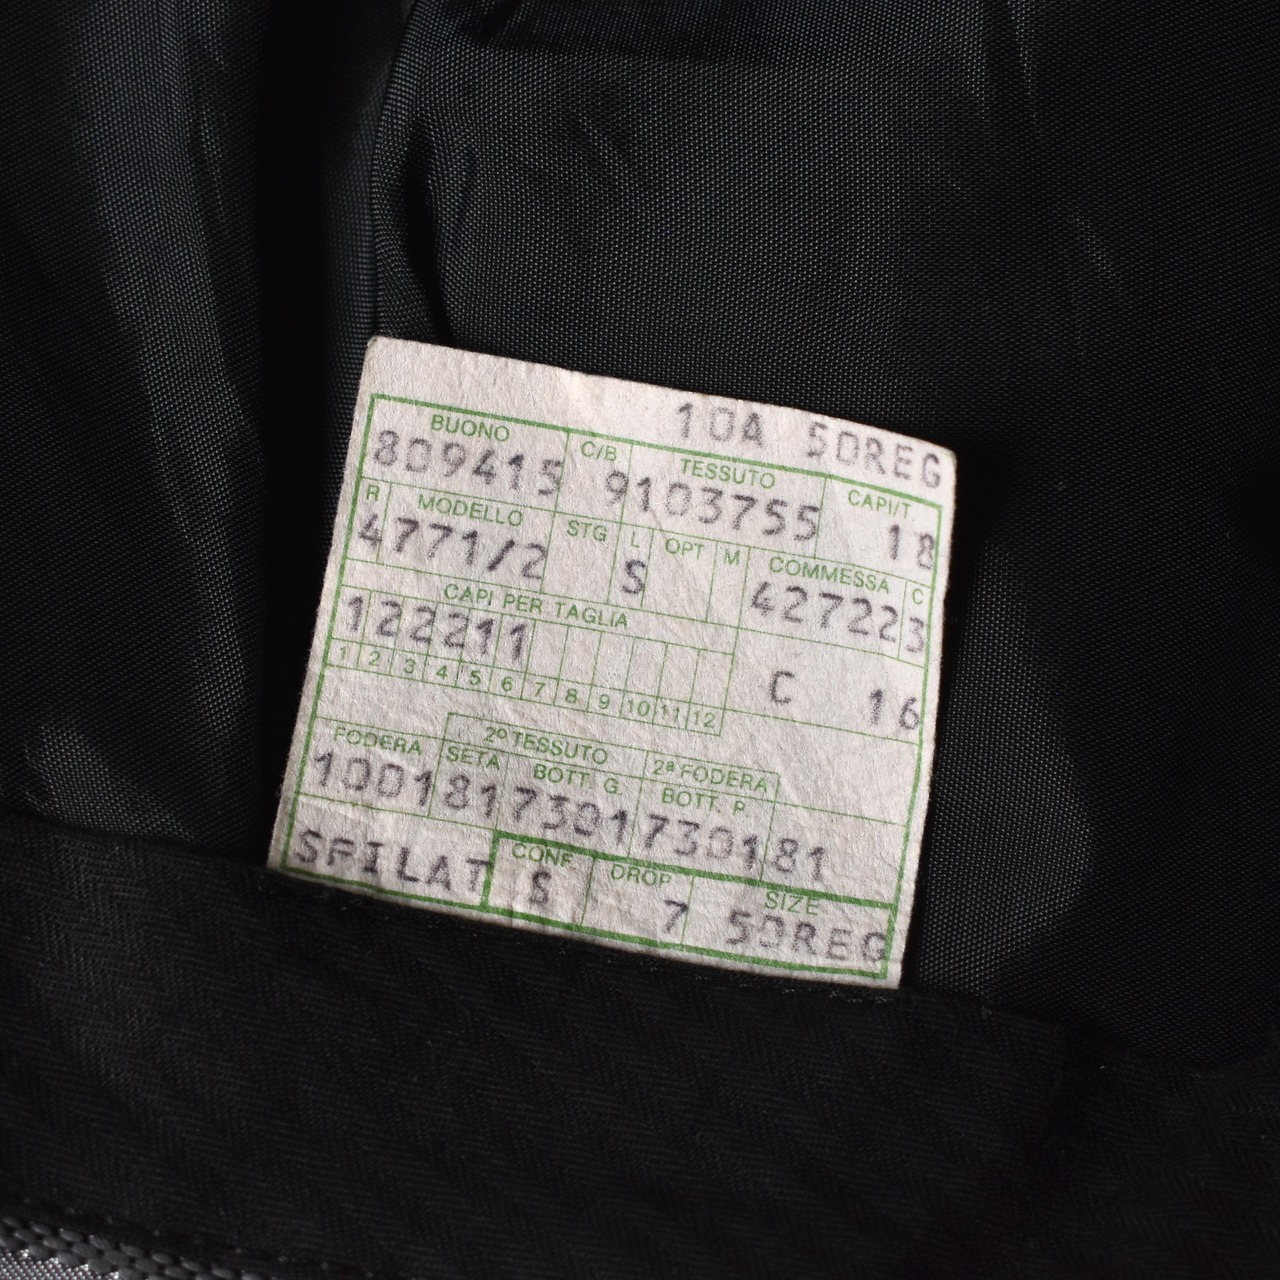 10A 50REG
BUONO C/B TESSUTO CAPI/T
809415 9103755 18
R MODELLO STG L OPT M COMMESSA C
4771/2 S 427223
CAPI PER TAGLIA
122211
1 2 3 4 5 6 7 8 9 10 11 12
C 16
FODERA 2º TESSUTO 2ª FODERA
SETA BOTT. G. BOTT. P.
1001817301730181
SFILAT CONF. DROP SIZE
S 7 50REG